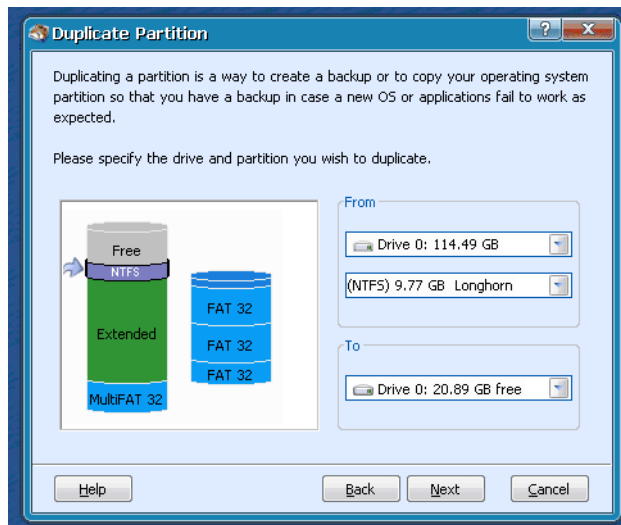 Duplicate Partition
?
X
Duplicating a partition is a way to create a backup or to copy your operating system
partition so that you have a backup in case a new OS or applications fail to work as
expected.
Please specify the drive and partition you wish to duplicate.
Free
NTFS
Extended
MultiFAT 32
FAT 32
FAT 32
FAT 32
From
Drive 0: 114.49 GB
(NTFS) 9.77 GB Longhorn
To
Drive 0: 20.89 GB free
Help
Back
Next
Cancel